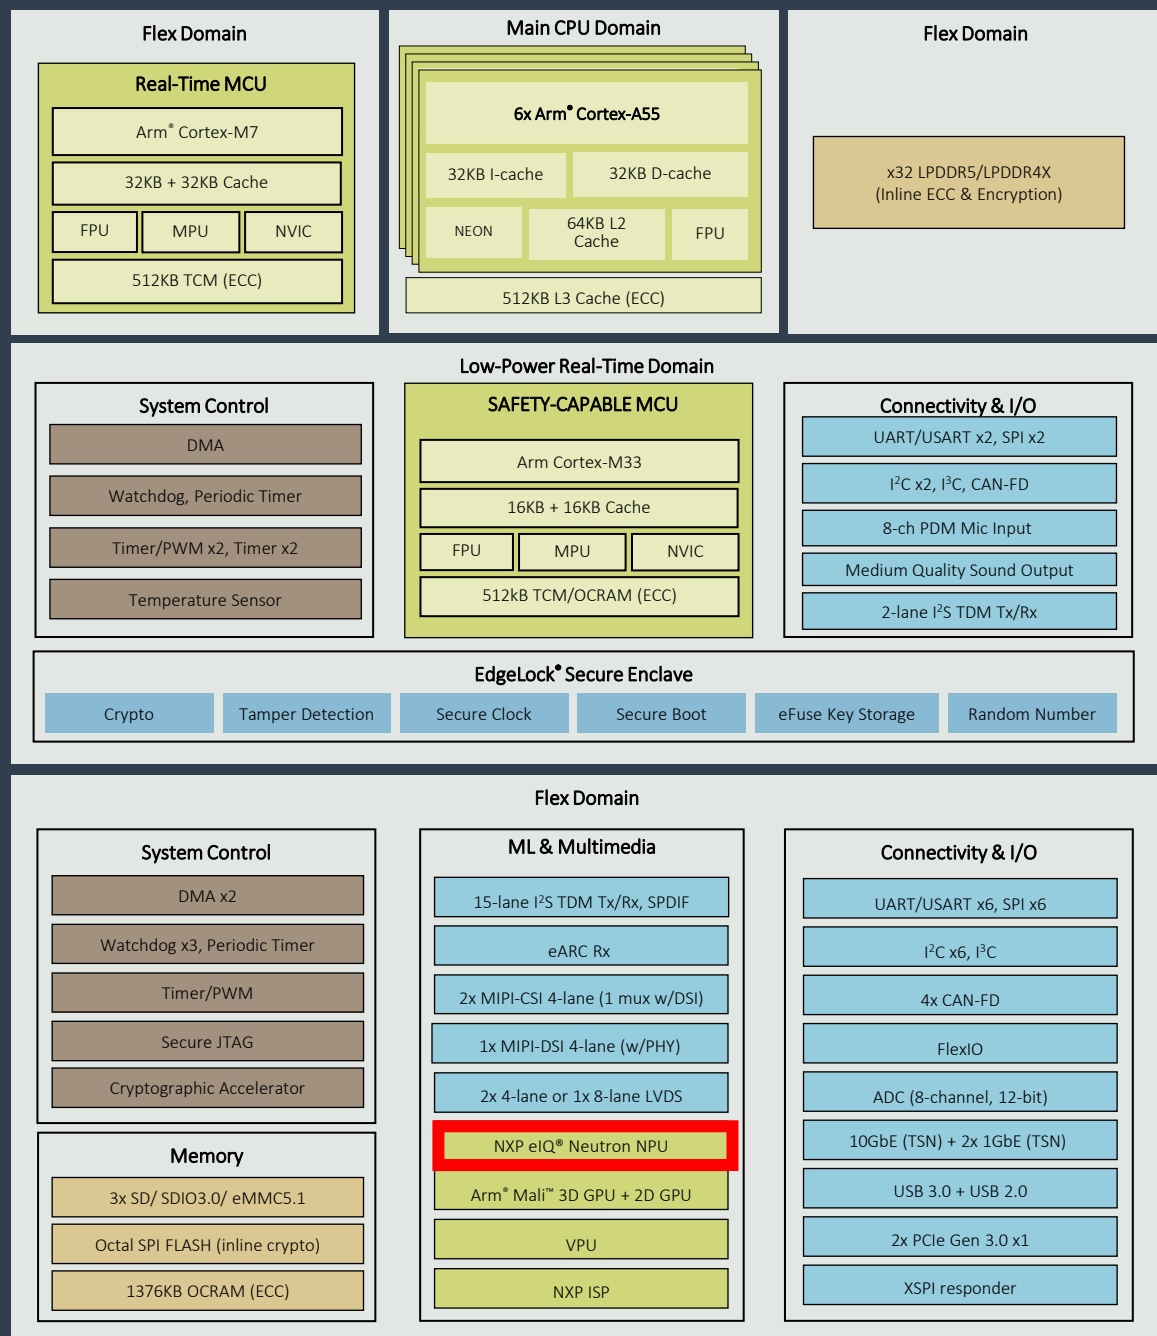 Flex Domain
Real-Time MCU
Arm® Cortex-M7
32KB + 32KB Cache
FPU
MPU
NVIC
512KB TCM (ECC)
Main CPU Domain
6x Arm® Cortex-A55
32KB I-cache
32KB D-cache
NEON
64KB L2
Cache
FPU
512KB L3 Cache (ECC)
Flex Domain
x32 LPDDR5/LPDDR4X
(Inline ECC & Encryption)
Low-Power Real-Time Domain
System Control
DMA
Watchdog, Periodic Timer
Timer/PWM x2, Timer x2
Temperature Sensor
SAFETY-CAPABLE MCU
Arm Cortex-M33
16KB + 16KB Cache
FPU
MPU
NVIC
512kB TCM/OCRAM (ECC)
Connectivity & I/O
UART/USART x2, SPI x2
I²C x2, I³C, CAN-FD
8-ch PDM Mic Input
Medium Quality Sound Output
2-lane I²S TDM Tx/Rx
EdgeLock® Secure Enclave
Crypto
Tamper Detection
Secure Clock
Secure Boot
eFuse Key Storage
Random Number
Flex Domain
System Control
DMA x2
Watchdog x3, Periodic Timer
Timer/PWM
Secure JTAG
Cryptographic Accelerator
Memory
3x SD/ SDIO3.0/ eMMC5.1
Octal SPI FLASH (inline crypto)
1376KB OCRAM (ECC)
ML & Multimedia
15-lane I²S TDM Tx/Rx, SPDIF
eARC Rx
2x MIPI-CSI 4-lane (1 mux w/DSI)
1x MIPI-DSI 4-lane (w/PHY)
2x 4-lane or 1x 8-lane LVDS
NXP eIQ® Neutron NPU
Arm® Mali™ 3D GPU + 2D GPU
VPU
NXP ISP
Connectivity & I/O
UART/USART x6, SPI x6
I²C x6, I³C
4x CAN-FD
FlexIO
ADC (8-channel, 12-bit)
10GbE (TSN) + 2x 1GbE (TSN)
USB 3.0 + USB 2.0
2x PCIe Gen 3.0 x1
XSPI responder